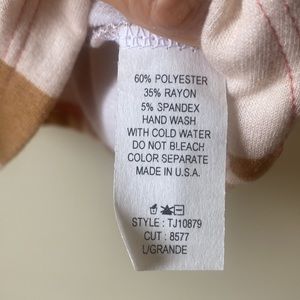 60% POLYESTER
35% RAYON
5% SPANDEX
HAND WASH
WITH COLD WATER
DO NOT BLEACH
COLOR SEPARATE
MADE IN U.S.A.
STYLE : TJ10879
CUT : 8577
L/GRANDE